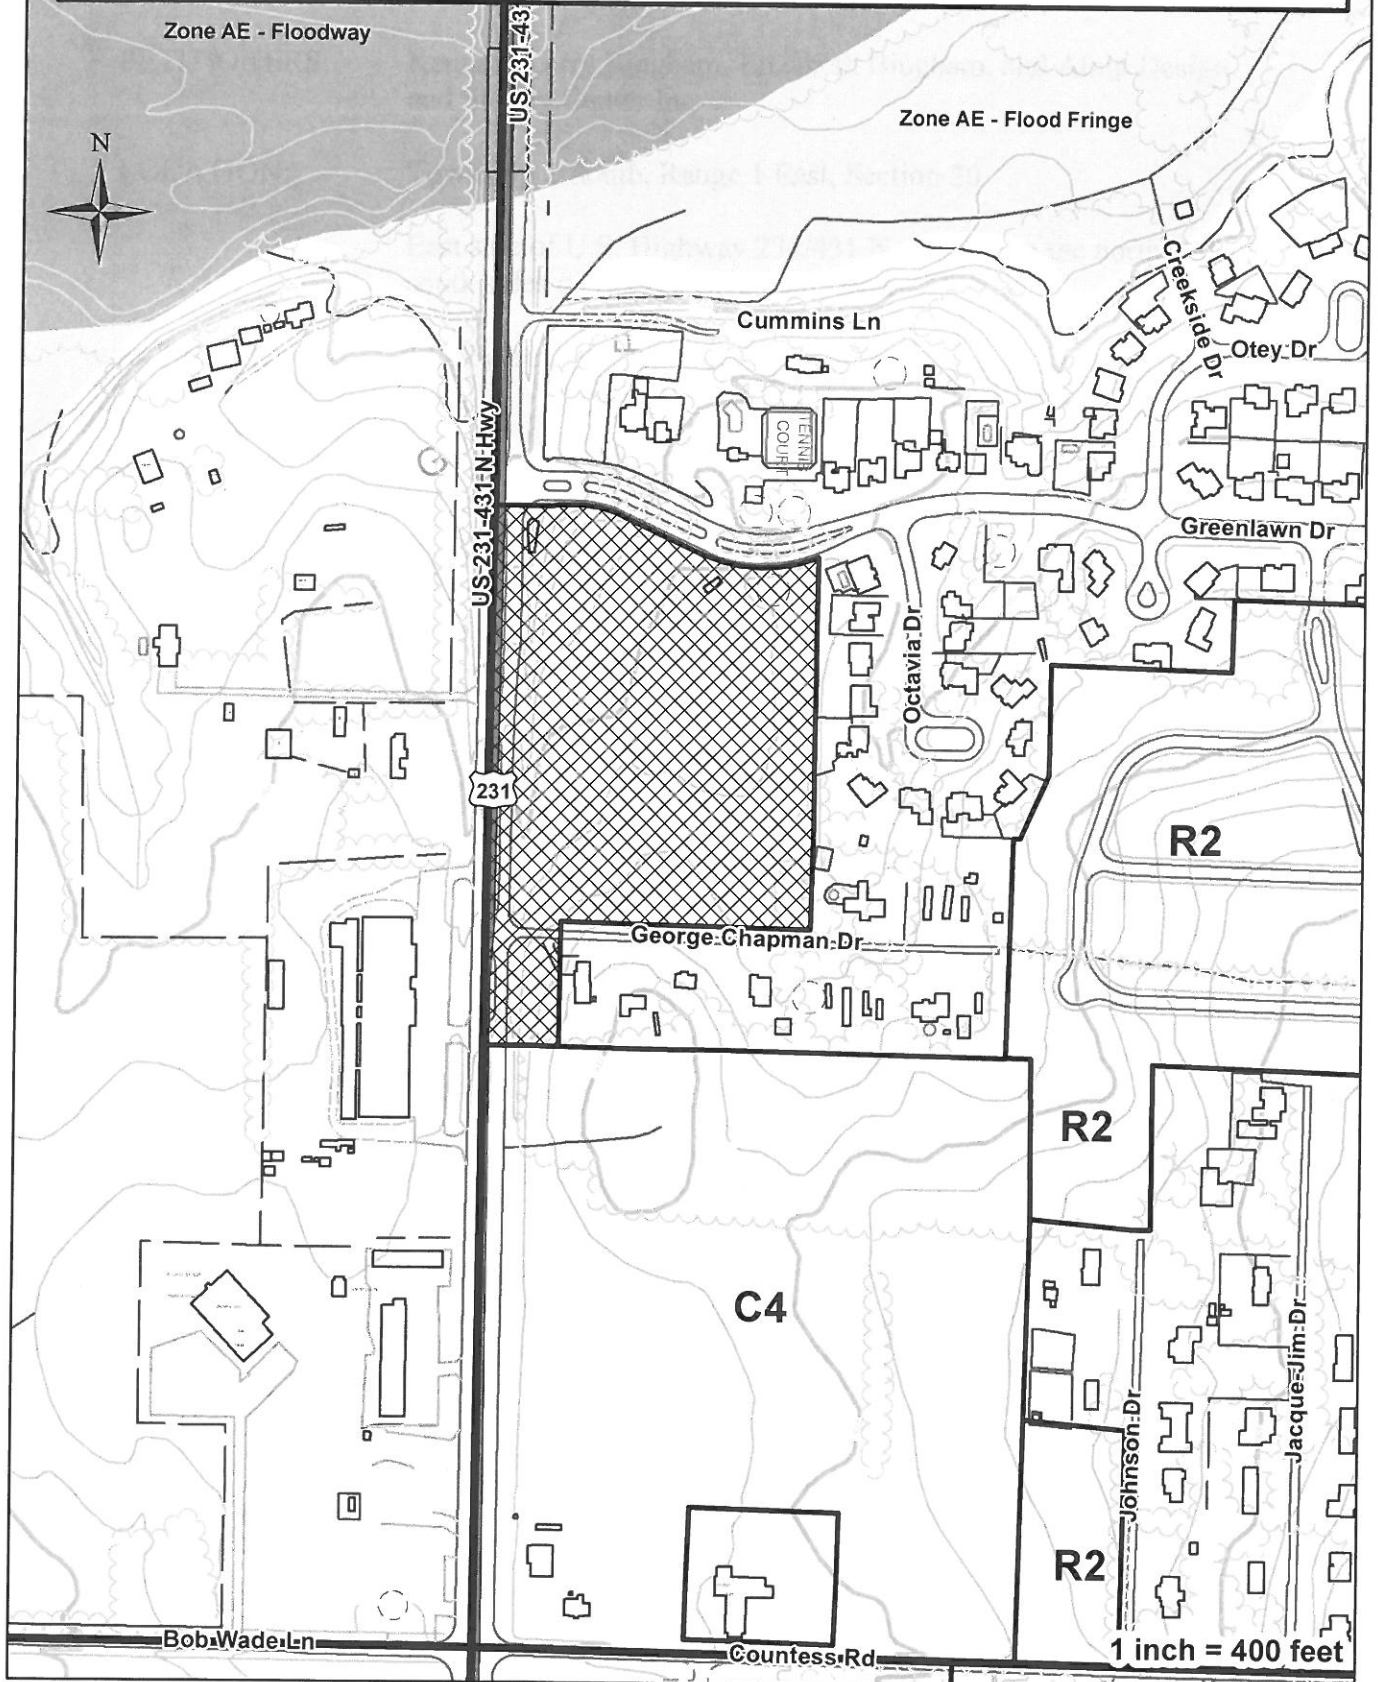 Zone AE - Floodway
US 231-43
Zone AE - Flood Fringe
N
Creekside Dr
Cummins Ln
Otey Dr
US 231-431 N Hwy
TENNIS
COURT
Greenlawn Dr
Octavia Dr
231
R2
George Chapman Dr
R2
C4
Jacque-Jim Dr
Johnson Dr
R2
Bob Wade Ln
Countess Rd
1 inch = 400 feet